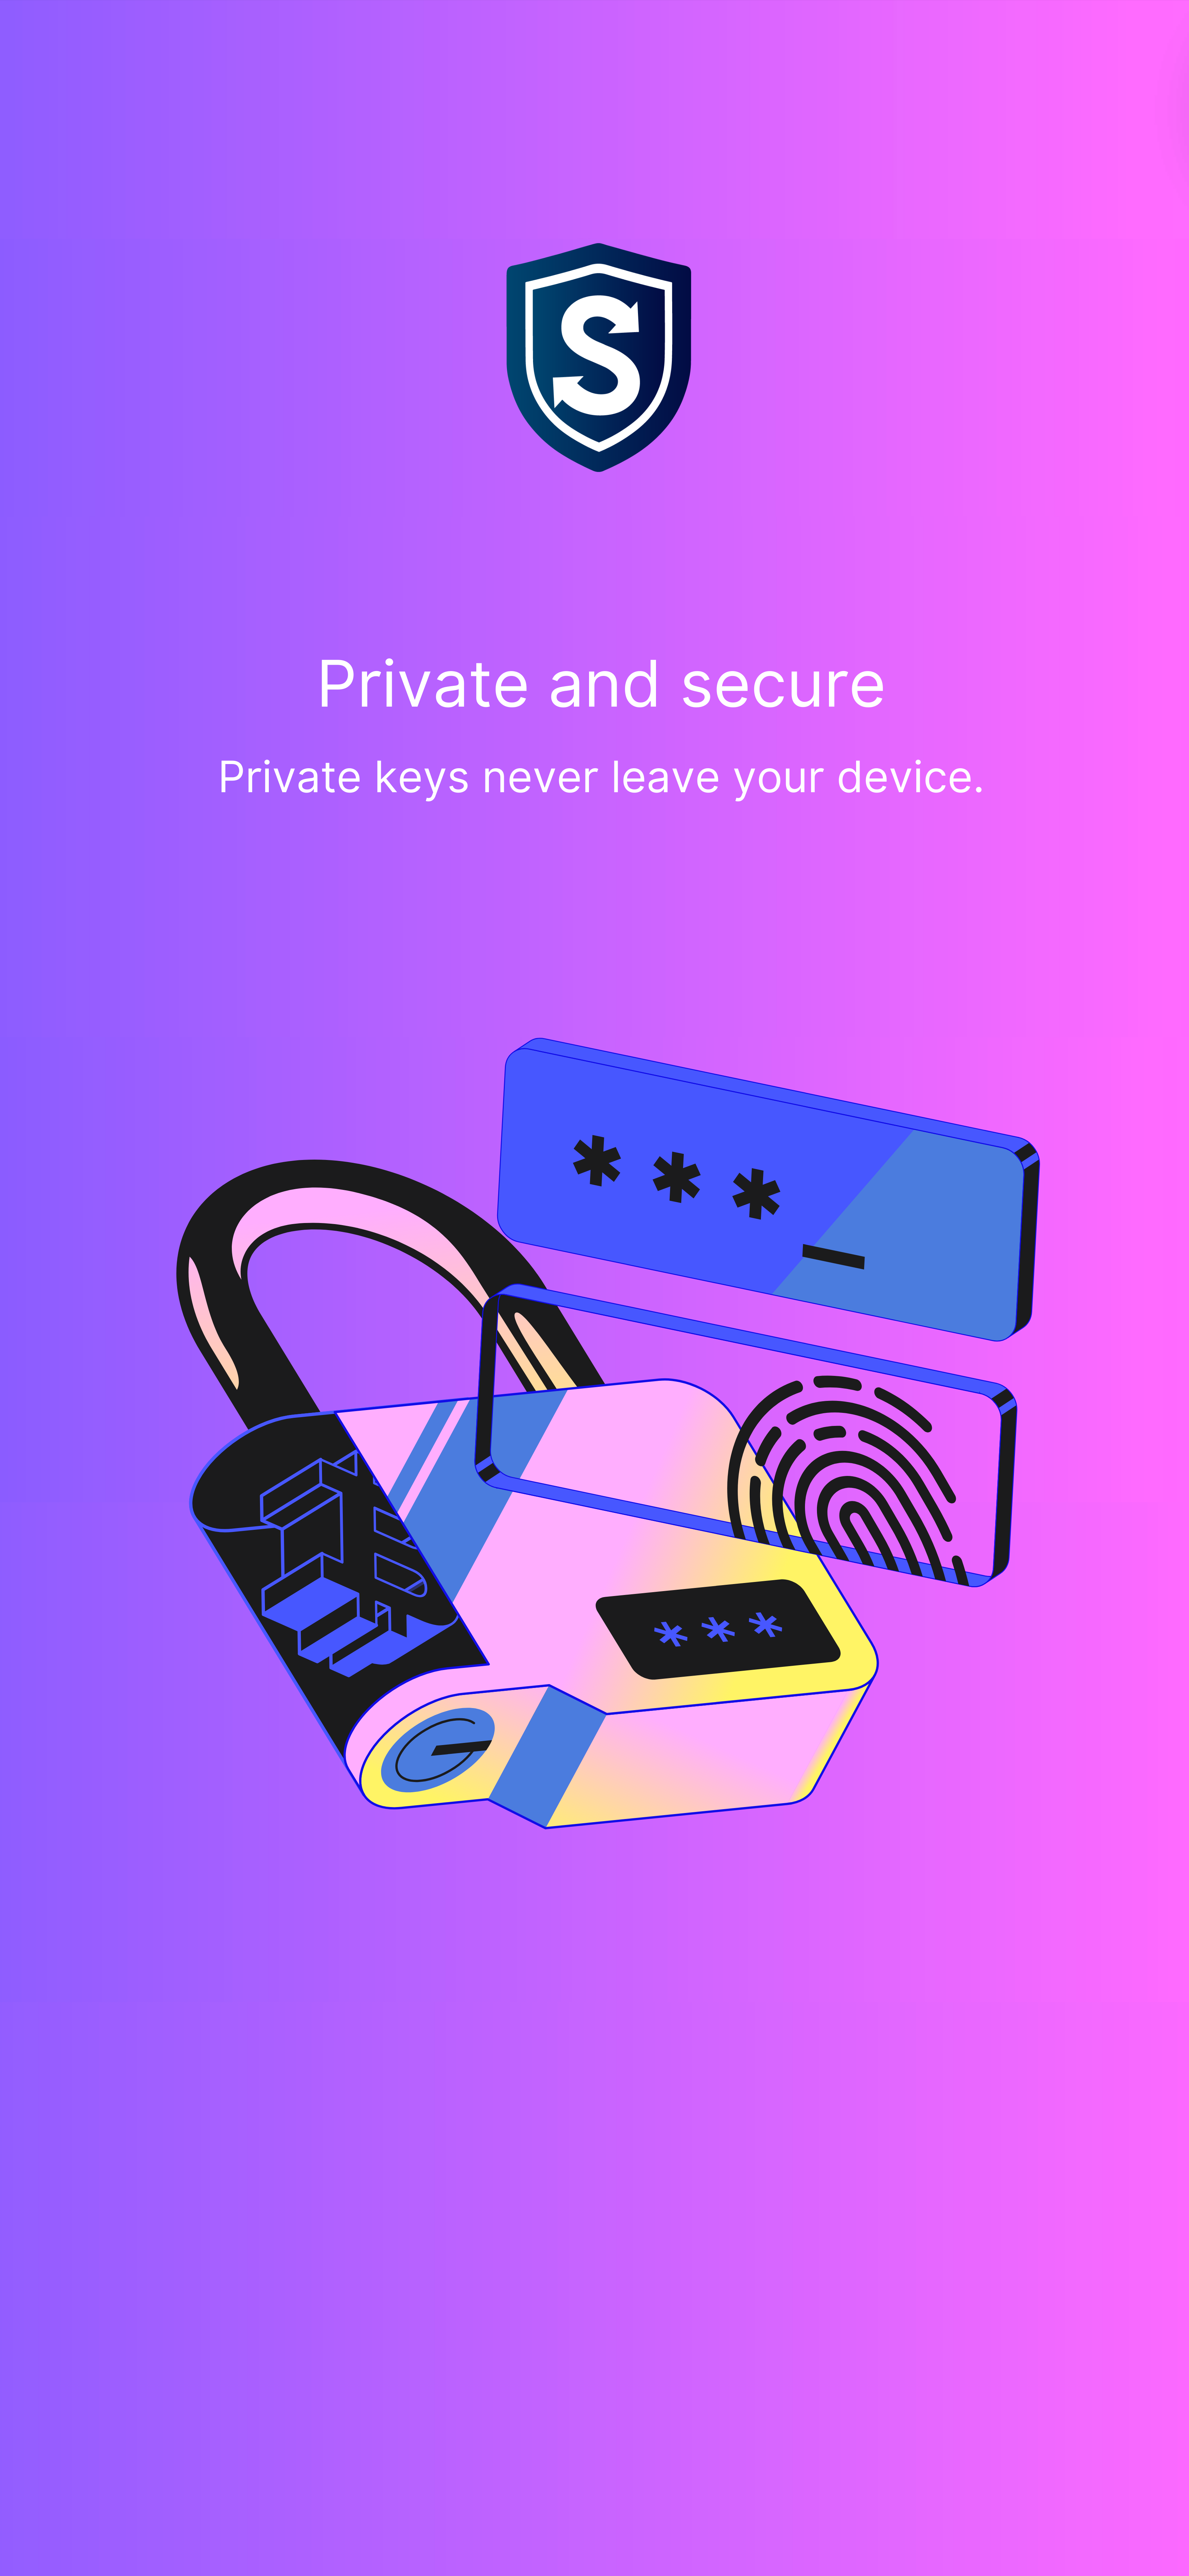 S
Private and secure
Private keys never leave your device.
* * * _
* * *